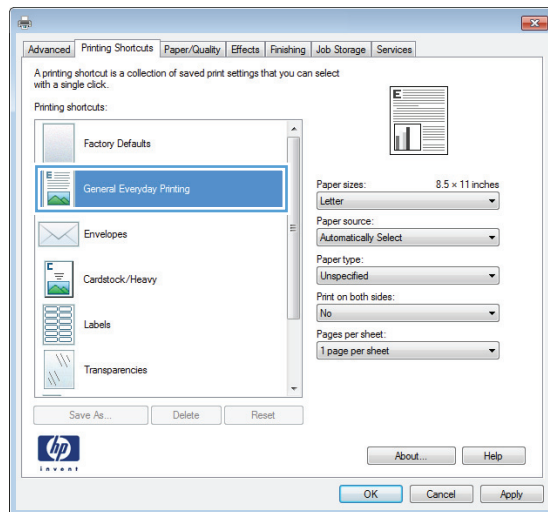 Advanced Printing Shortcuts Paper/Quality Effects Finishing Job Storage Services
A printing shortcut is a collection of saved print settings that you can select
with a single click.
Printing shortcuts:
Factory Defaults
General Everyday Printing
Envelopes
Cardstock/Heavy
Labels
Transparencies
E
E
C
Paper sizes: 8.5 × 11 inches
Letter
Paper source:
Automatically Select
Paper type:
Unspecified
Print on both sides:
No
Pages per sheet:
1 page per sheet
Save As... Delete Reset
hp
invent
About... Help
OK Cancel Apply